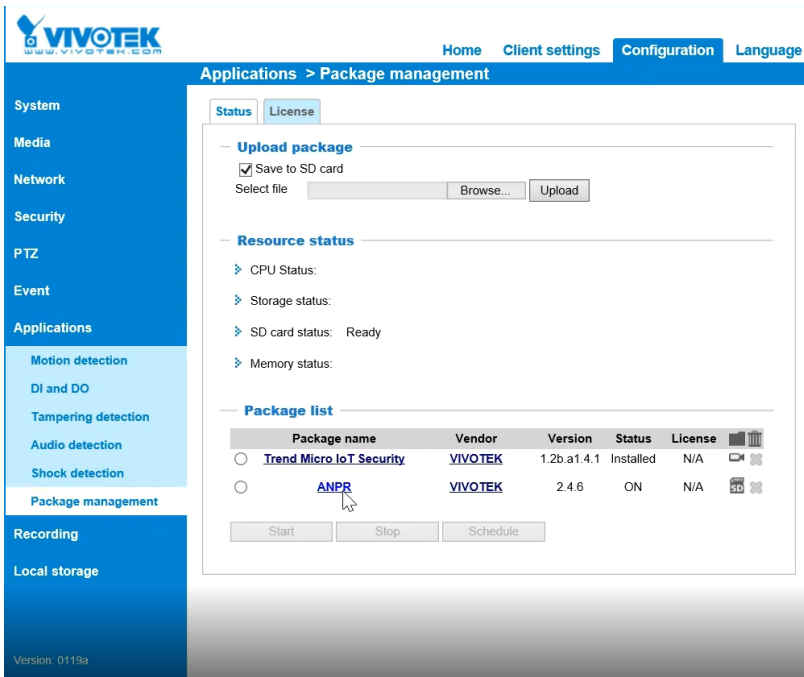 VIVOTEK
www.vivotek.com
Home Client settings Configuration Language
Applications > Package management
System
Media
Network
Security
PTZ
Event
Applications
Motion detection
DI and DO
Tampering detection
Audio detection
Shock detection
Package management
Recording
Local storage
Version: 0119a
Status License
Upload package
Save to SD card
Select file Browse... Upload
Resource status
CPU Status:
Storage status:
SD card status: Ready
Memory status:
Package list
Package name Vendor Version Status License
Trend Micro IoT Security VIVOTEK 1.2b.a1.4.1 Installed N/A
ANPR VIVOTEK 2.4.6 ON N/A SD
Start Stop Schedule